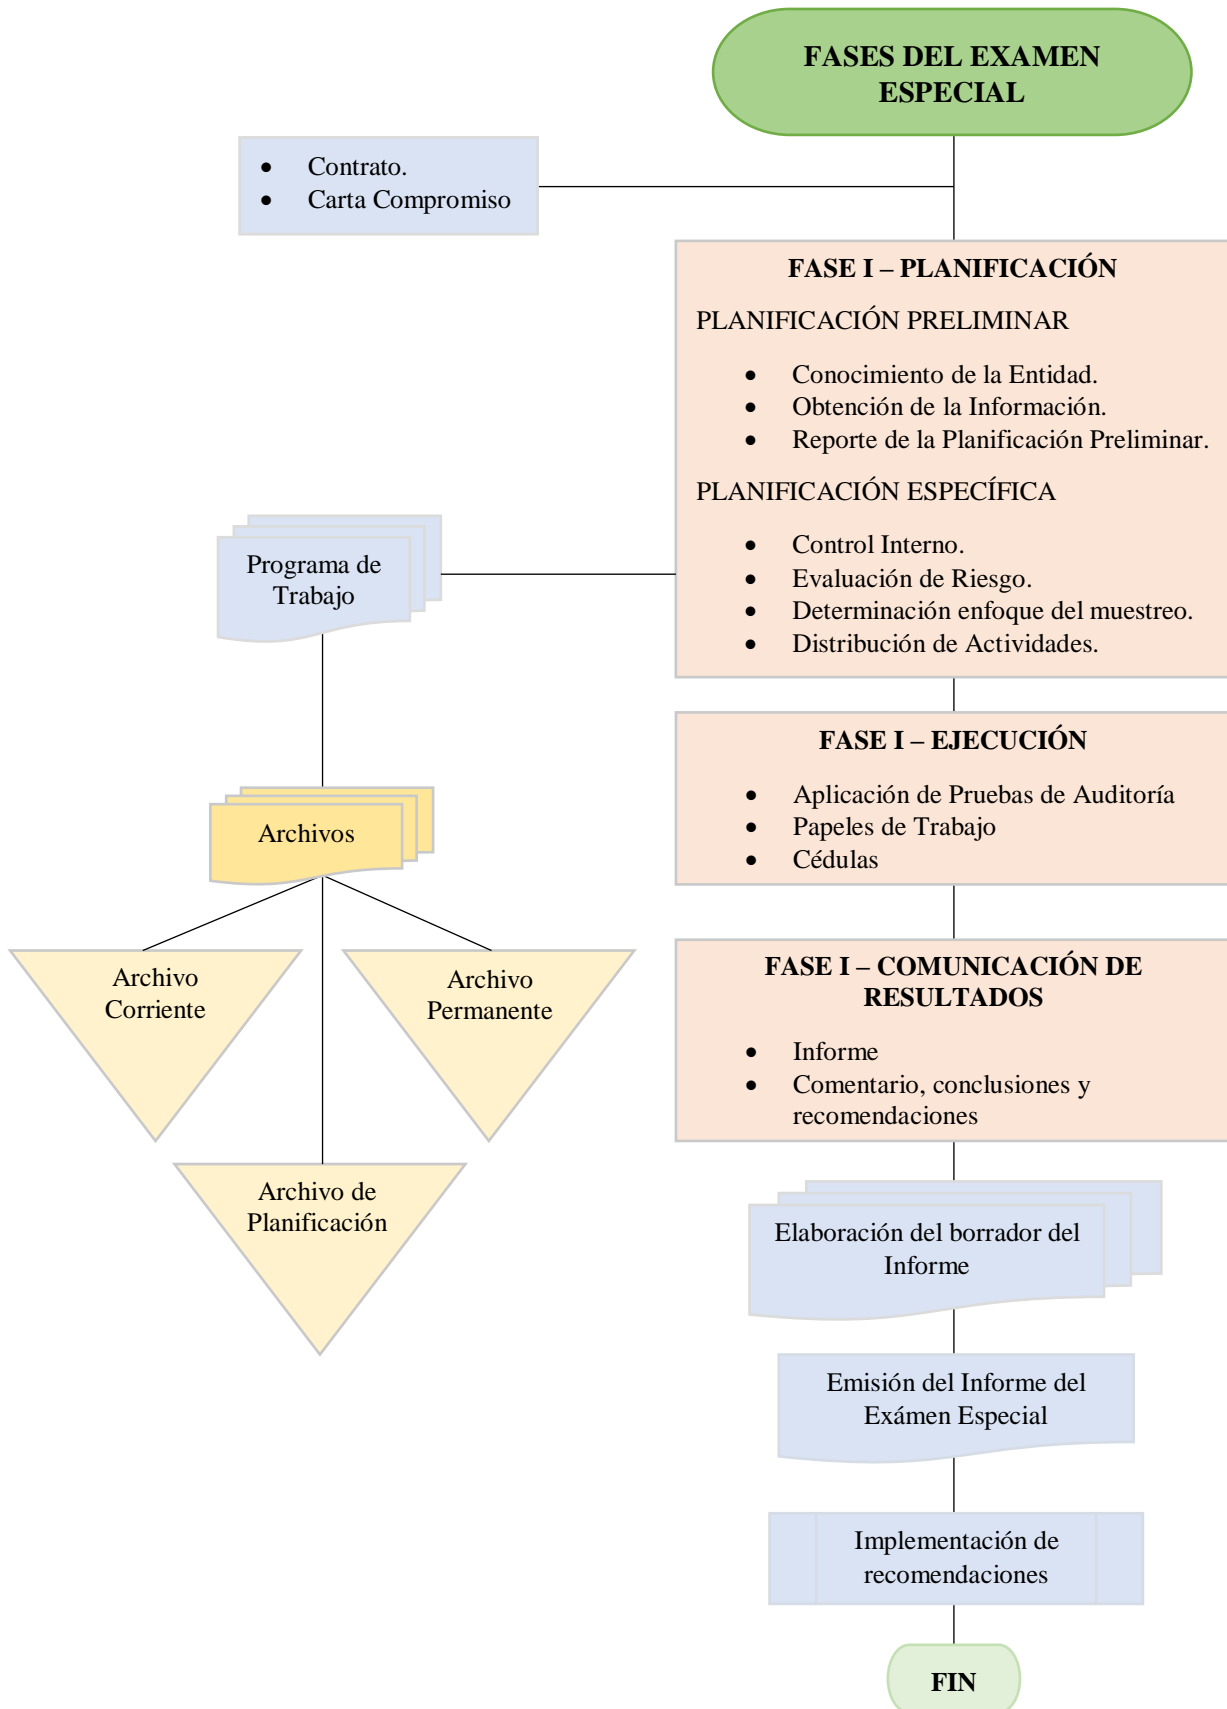 FASES DEL EXAMEN
ESPECIAL
• Contrato.
• Carta Compromiso
FASE I – PLANIFICACIÓN
PLANIFICACIÓN PRELIMINAR
• Conocimiento de la Entidad.
• Obtención de la Información.
• Reporte de la Planificación Preliminar.
PLANIFICACIÓN ESPECÍFICA
• Control Interno.
• Evaluación de Riesgo.
• Determinación enfoque del muestreo.
• Distribución de Actividades.
Programa de
Trabajo
FASE I – EJECUCIÓN
• Aplicación de Pruebas de Auditoría
• Papeles de Trabajo
• Cédulas
Archivos
Archivo
Corriente
Archivo
Permanente
Archivo de
Planificación
FASE I – COMUNICACIÓN DE
RESULTADOS
• Informe
• Comentario, conclusiones y
recomendaciones
Elaboración del borrador del
Informe
Emisión del Informe del
Exámen Especial
Implementación de
recomendaciones
FIN